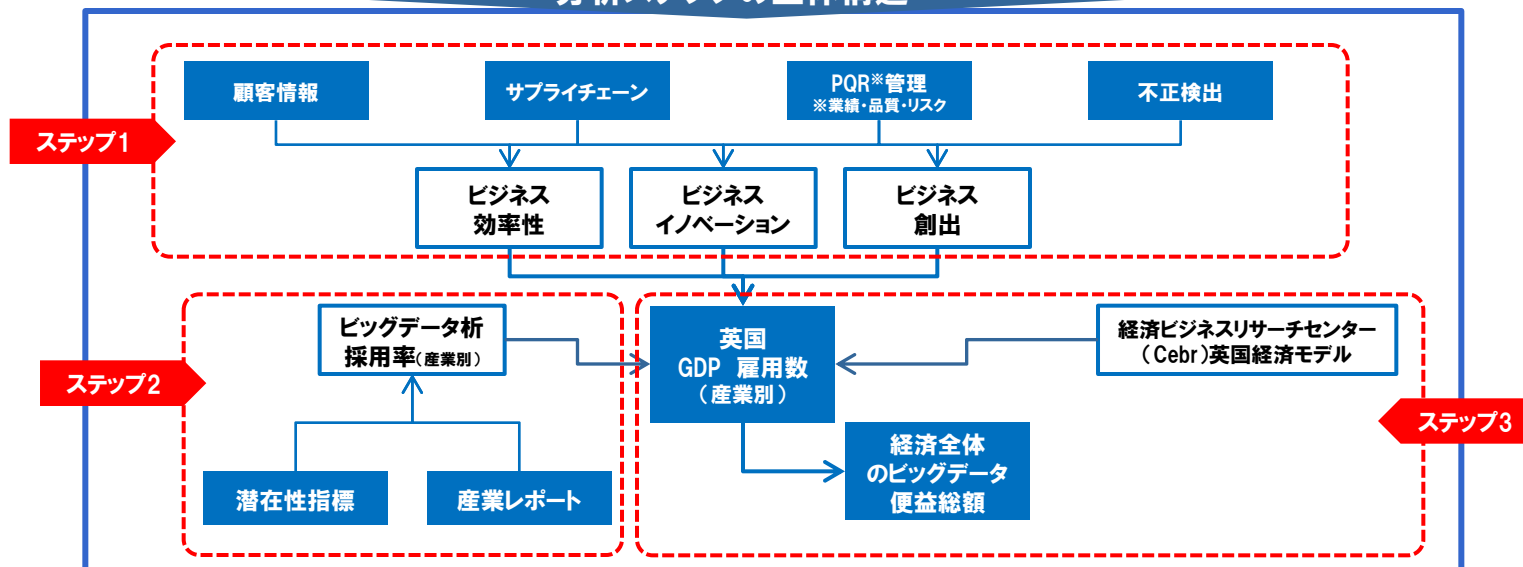 顧客情報
サプライチェーン
PQR※管理
※業績・品質・リスク
不正検出
ステップ1
ビジネス
効率性
ビジネス
イノベーション
ビジネス
創出
ビッグデータ析
採用率(産業別)
ステップ2
潜在性指標
産業レポート
英国
GDP 雇用数
(産業別)
経済ビジネスリサーチセンター
(Cebr)英国経済モデル
ステップ3
経済全体
のビッグデータ
便益総額